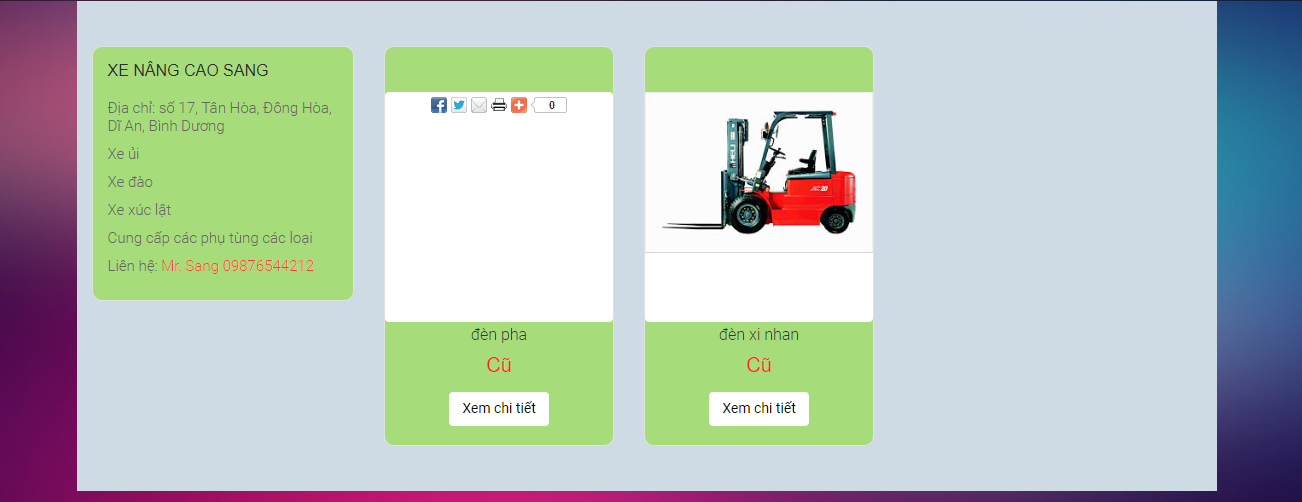 XE NÂNG CAO SANG
Địa chỉ: số 17, Tân Hòa, Đông Hòa,
Dĩ An, Bình Dương
Xe ủi
Xe đào
Xe xúc lật
Cung cấp các phụ tùng các loại
Liên hệ: Mr. Sang 09876544212
0
đèn pha
Cũ
Xem chi tiết
HELI
20
đèn xi nhan
Cũ
Xem chi tiết